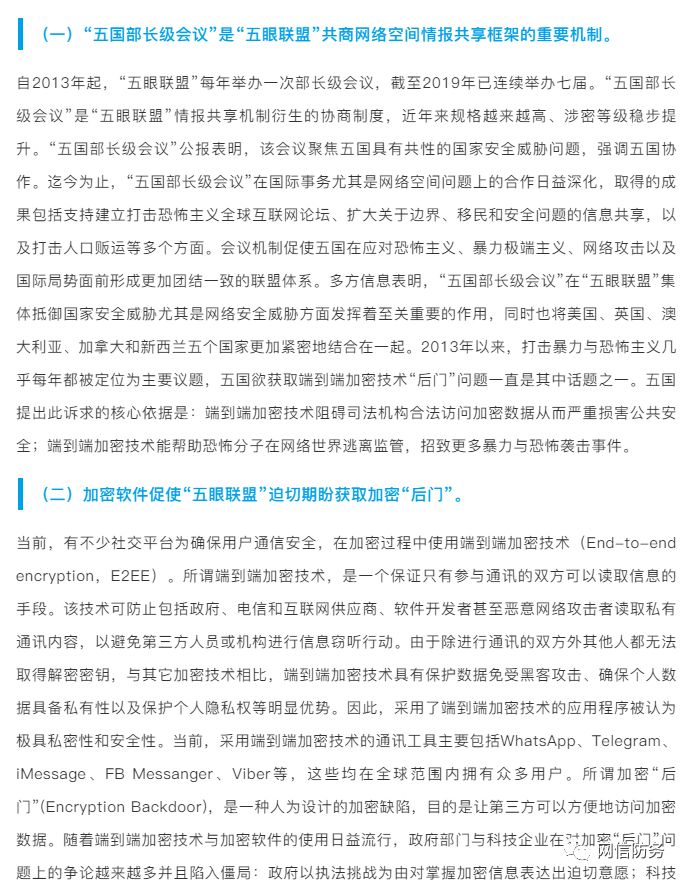 （一）“五国部长级会议”是“五眼联盟”共商网络空间情报共享框架的重要机制。
自2013年起，“五眼联盟”每年举办一次部长级会议，截至2019年已连续举办七届。“五国部长
级会议”是“五眼联盟”情报共享机制衍生的协商制度，近年来规格越来越高、涉密等级稳步提
升。“五国部长级会议”公报表明，该会议聚焦五国具有共性的国家安全威胁问题，强调五国协
作。迄今为止，“五国部长级会议”在国际事务尤其是网络空间问题上的合作日益深化，取得的成
果包括支持建立打击恐怖主义全球互联网论坛、扩大关于边界、移民和安全问题的信息共享，以
及打击人口贩运等多个方面。会议机制促使五国在应对恐怖主义、暴力极端主义、网络攻击以及
国际局势面前形成更加团结一致的联盟体系。多方信息表明，“五国部长级会议”在“五眼联盟”集
体抵御国家安全威胁尤其是网络安全威胁方面发挥着至关重要的作用，同时也将美国、英国、澳
大利亚、加拿大和新西兰五个国家更加紧密地结合在一起。2013年以来，打击暴力与恐怖主义几
乎每年都被定位为主要议题，五国欲获取端到端加密技术“后门”问题一直是其中话题之一。五国
提出此诉求的核心依据是：端到端加密技术阻碍司法机构合法访问加密数据从而严重损害公共安
全；端到端加密技术能帮助恐怖分子在网络世界逃离监管，招致更多暴力与恐怖袭击事件。
（二）加密软件促使“五眼联盟”迫切期盼获取加密“后门”。
当前，有不少社交平台为确保用户通信安全，在加密过程中使用端到端加密技术（End-to-end
encryption，E2EE）。所谓端到端加密技术，是一个保证只有参与通讯的双方可以读取信息的
手段。该技术可防止包括政府、电信和互联网供应商、软件开发者甚至恶意网络攻击者读取私有
通讯内容，以避免第三方人员或机构进行信息窃听行动。由于除进行通讯的双方外其他人都无法
取得解密密钥，与其它加密技术相比，端到端加密技术具有保护数据免受黑客攻击、确保个人数
据具备私有性以及保护个人隐私权等明显优势。因此，采用了端到端加密技术的应用程序被认为
极具私密性和安全性。当前，采用端到端加密技术的通讯工具主要包括WhatsApp、Telegram、
iMessage、FB Messanger、Viber等，这些均在全球范围内拥有众多用户。所谓加密“后
门”(Encryption Backdoor)，是一种人为设计的加密缺陷，目的是让第三方可以方便地访问加密
数据。随着端到端加密技术与加密软件的使用日益流行，政府部门与科技企业在对加密“后门”问
题上的争论越来越多并且陷入僵局：政府以执法挑战为由对掌握加密信息表达出迫切意愿；科技
网信防务